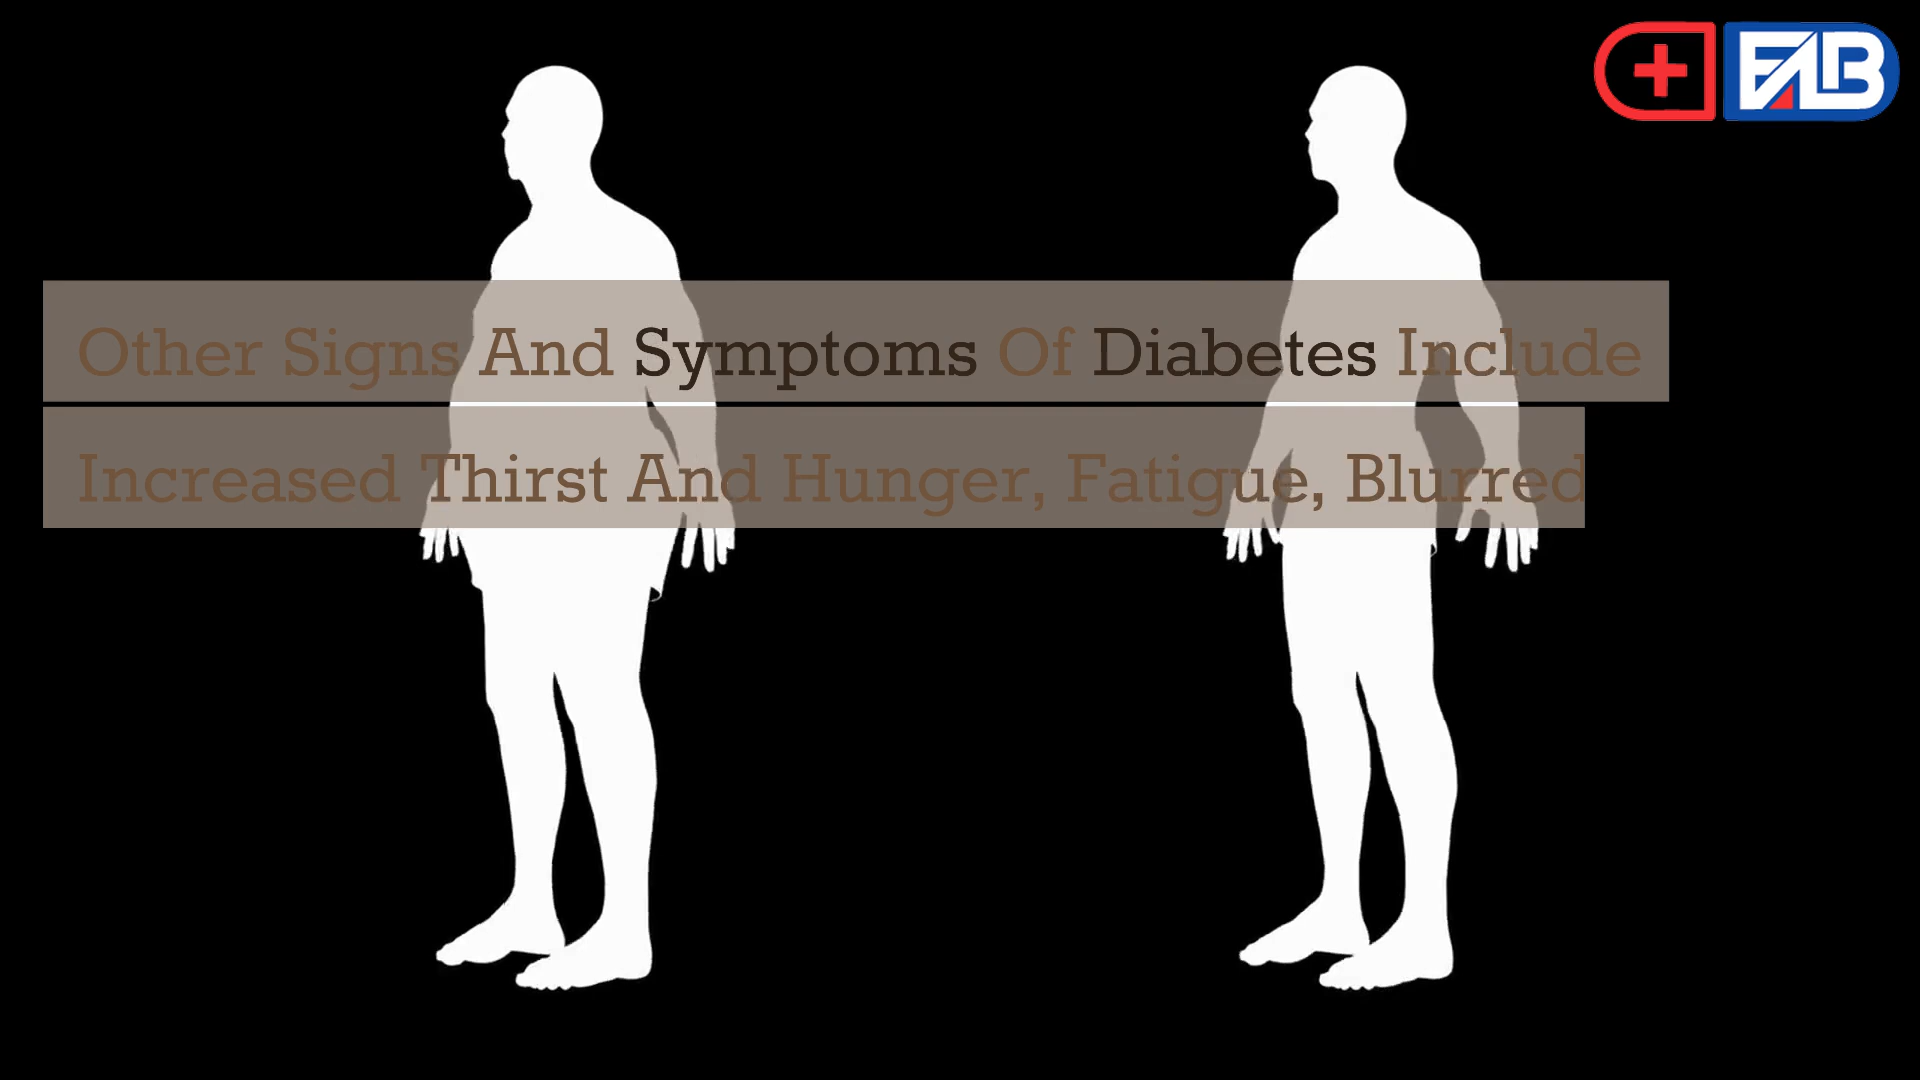 FAB
Other Signs And Symptoms Of Diabetes Include
Increased Thirst And Hunger, Fatigue, Blurred